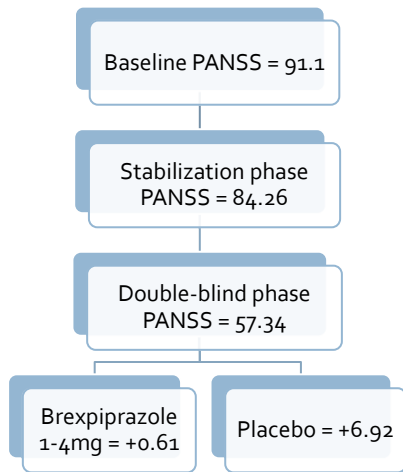 Baseline PANSS = 91.1
Stabilization phase
PANSS = 84.26
Double-blind phase
PANSS = 57.34
Brexpiprazole
1-4mg = +0.61
Placebo = +6.92